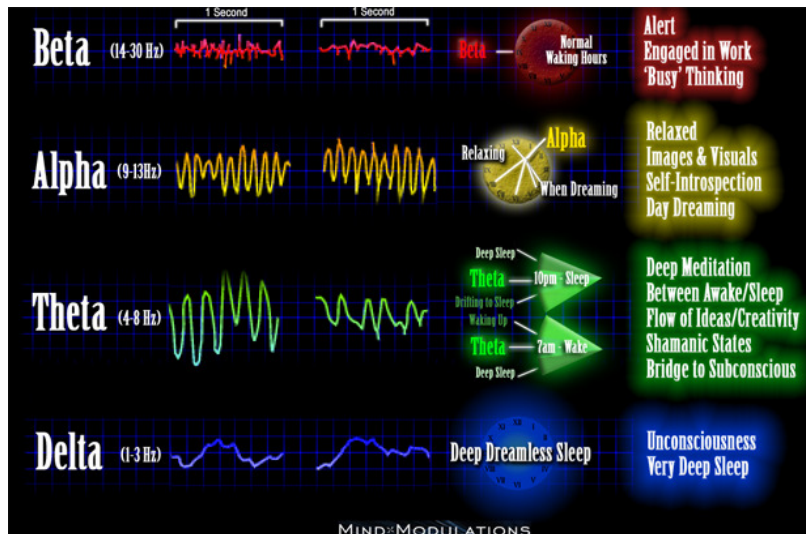 1 Second
1 Second
Beta
(14-30 Hz)
Beta
Normal
Waking Hours
Alert
Engaged in Work
'Busy' Thinking
Alpha
(9-13Hz)
Relaxing
Alpha
When Dreaming
Relaxed
Images & Visuals
Self-Introspection
Day Dreaming
Theta
(4-8 Hz)
Deep Sleep
Theta
10pm - Sleep
Drifting to Sleep
Waking Up
Theta
7am - Wake
Deep Sleep
Deep Meditation
Between Awake/Sleep
Flow of Ideas/Creativity
Shamanic States
Bridge to Subconscious
Delta
(1-3 Hz)
Deep Dreamless Sleep
Unconsciousness
Very Deep Sleep
MIND MODULATIONS